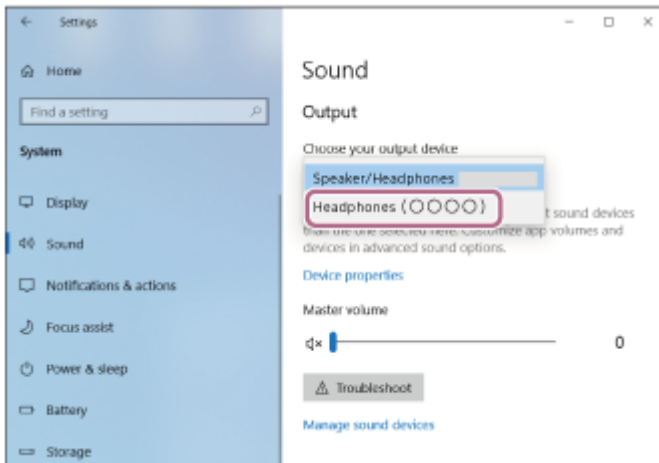 Settings
Home
Find a setting
System
Display
Sound
Notifications & actions
Focus assist
Power & sleep
Battery
Storage
Sound
Output
Choose your output device
Speaker/Headphones
Headphones (○○○○)
t sound devices
than the one selected here. Customize app volumes and
devices in advanced sound options.
Device properties
Master volume
0
Troubleshoot
Manage sound devices